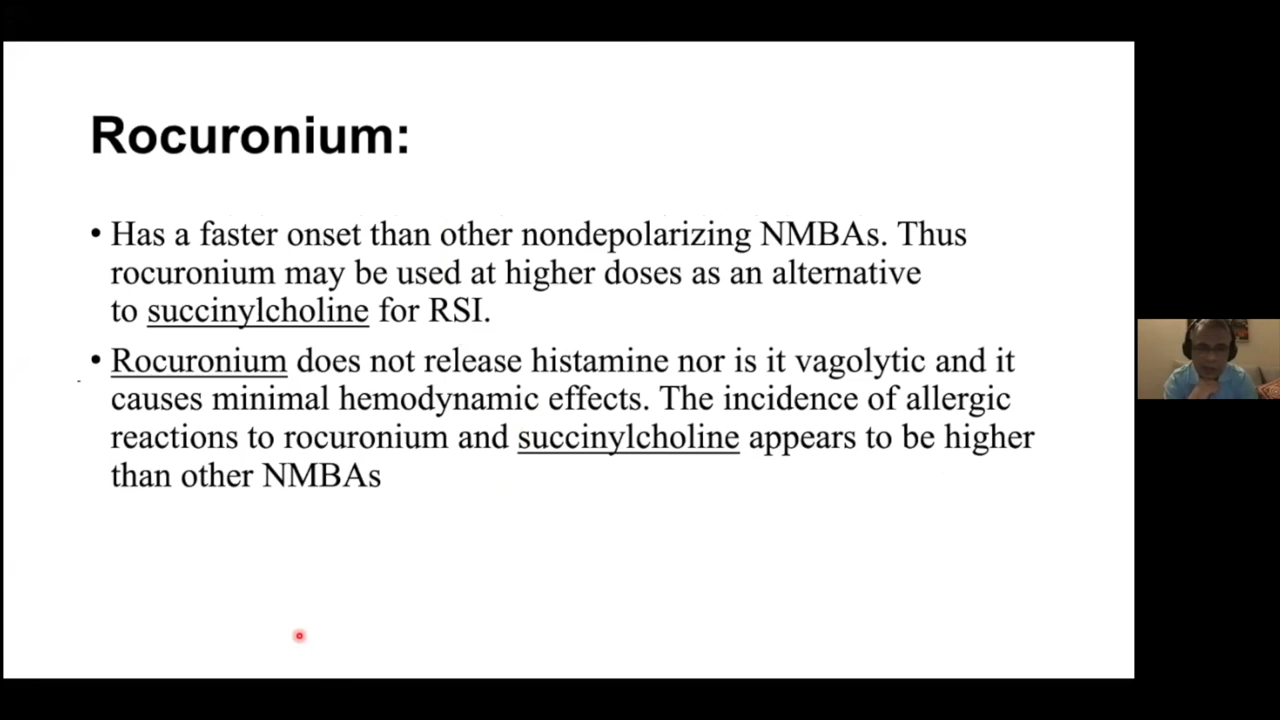 Rocuronium:
• Has a faster onset than other nondepolarizing NMBAs. Thus
rocuronium may be used at higher doses as an alternative
to succinylcholine for RSI.
• Rocuronium does not release histamine nor is it vagolytic and it
causes minimal hemodynamic effects. The incidence of allergic
reactions to rocuronium and succinylcholine appears to be higher
than other NMBAs